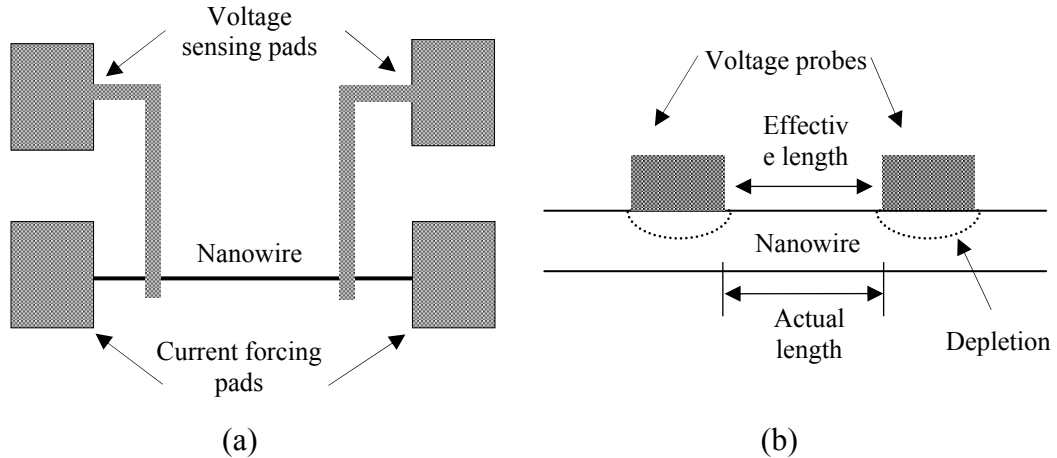 Voltage
sensing pads
Nanowire
Current forcing
pads
(a)
Voltage probes
Effectiv
e length
Nanowire
Actual
length
Depletion
(b)